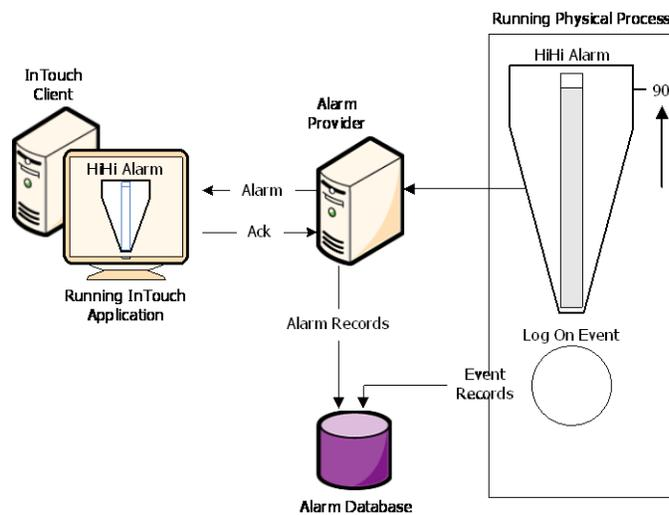 Running Physical Process
HiHi Alarm
90
InTouch
Client
Alarm
Provider
HiHi Alarm
Alarm
Ack
Running InTouch
Application
Alarm Records
Log On Event
Event
Records
Alarm Database